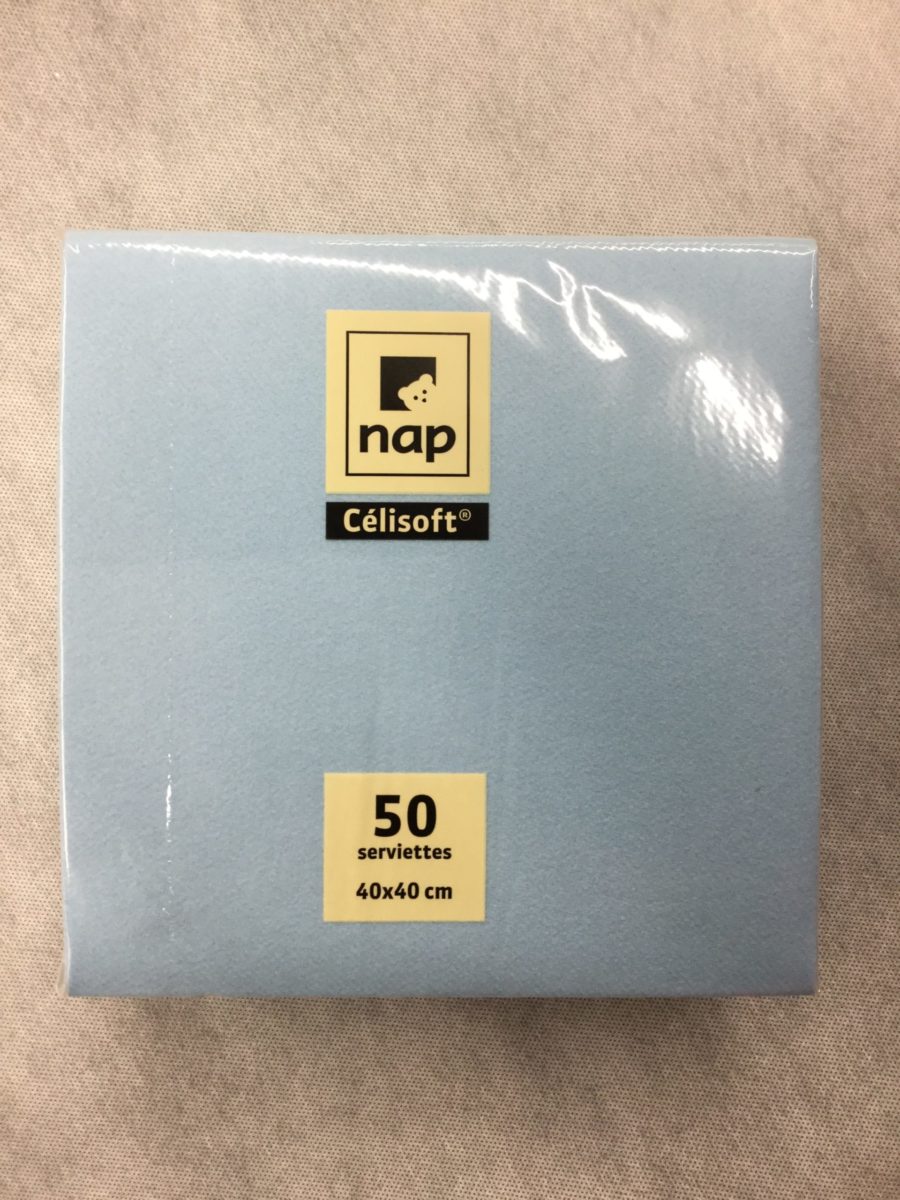 nap
Célisoft®
50
serviettes
40x40 cm